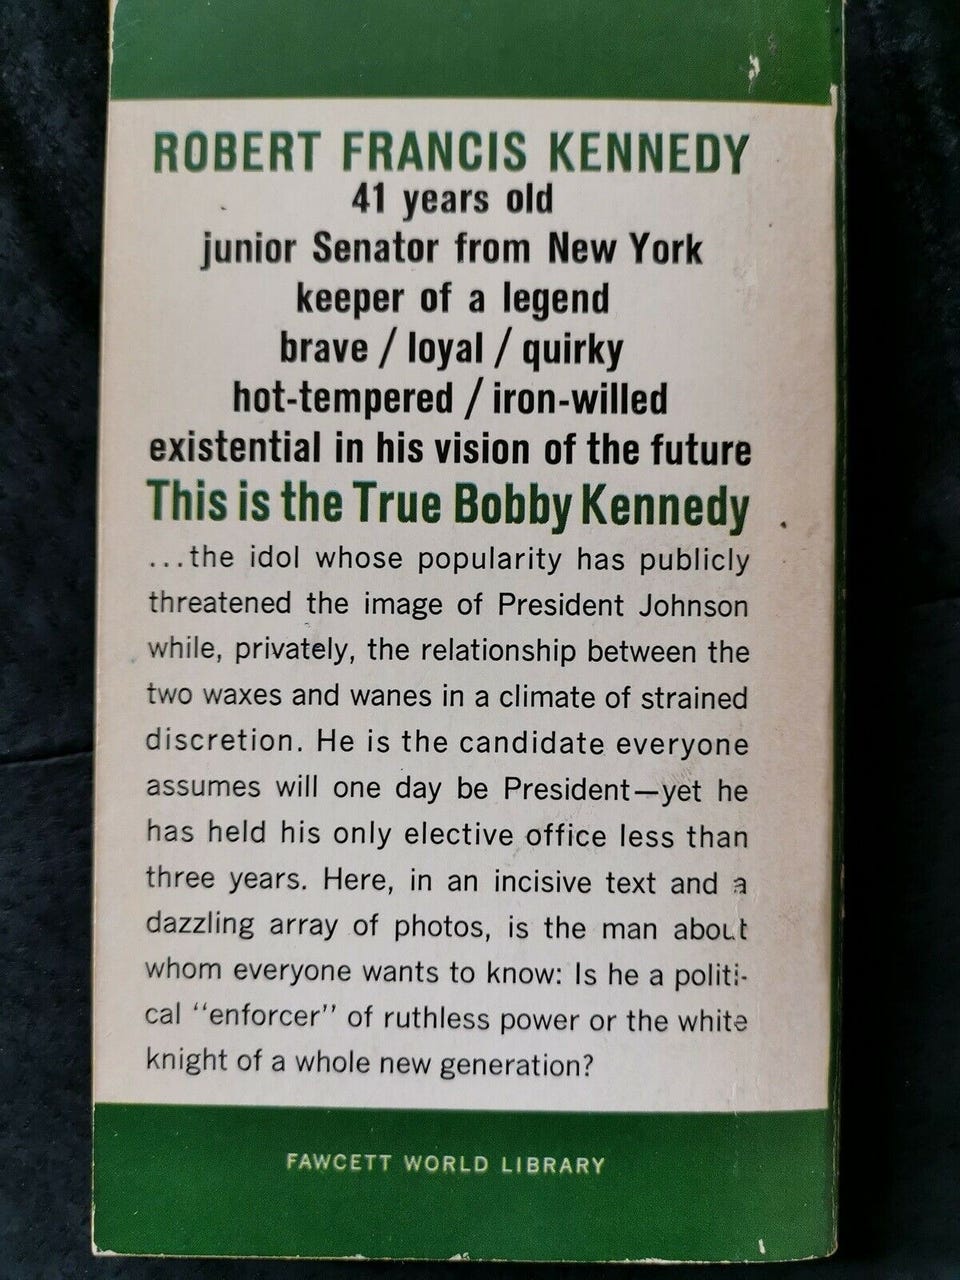 ROBERT FRANCIS KENNEDY
41 years old
junior Senator from New York
keeper of a legend
brave / loyal / quirky
hot-tempered / iron-willed
existential in his vision of the future
This is the True Bobby Kennedy
...the idol whose popularity has publicly
threatened the image of President Johnson
while, privately, the relationship between the
two waxes and wanes in a climate of strained
discretion. He is the candidate everyone
assumes will one day be President—yet he
has held his only elective office less than
three years. Here, in an incisive text and a
dazzling array of photos, is the man about
whom everyone wants to know: Is he a politi-
cal "enforcer" of ruthless power or the white
knight of a whole new generation?
FAWCETT WORLD LIBRARY